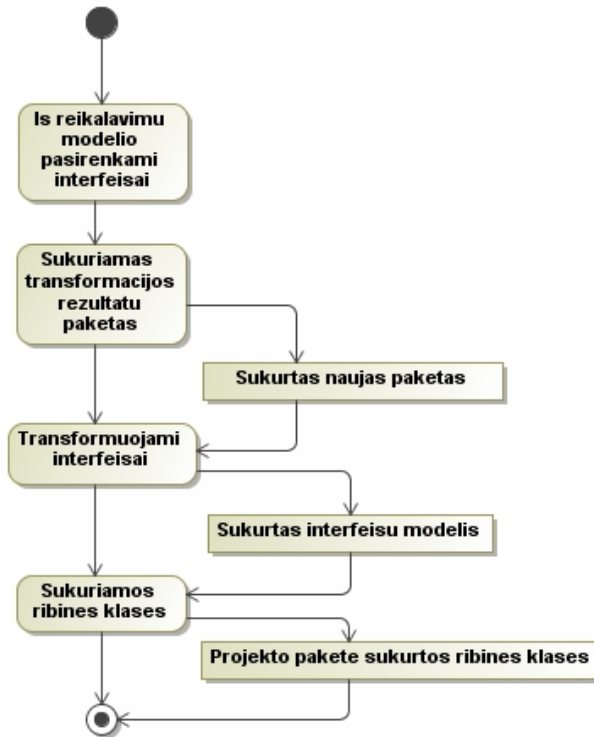 Is reikalavimu
modelio
pasirenkami
interfeisai
Sukuriamas
transformacijos
rezultatu
paketas
Sukurtas naujas paketas
Transformuojami
interfeisai
Sukurtas interfeisu modelis
Sukuriamos
ribines klases
Projekto pakete sukurtos ribines klases